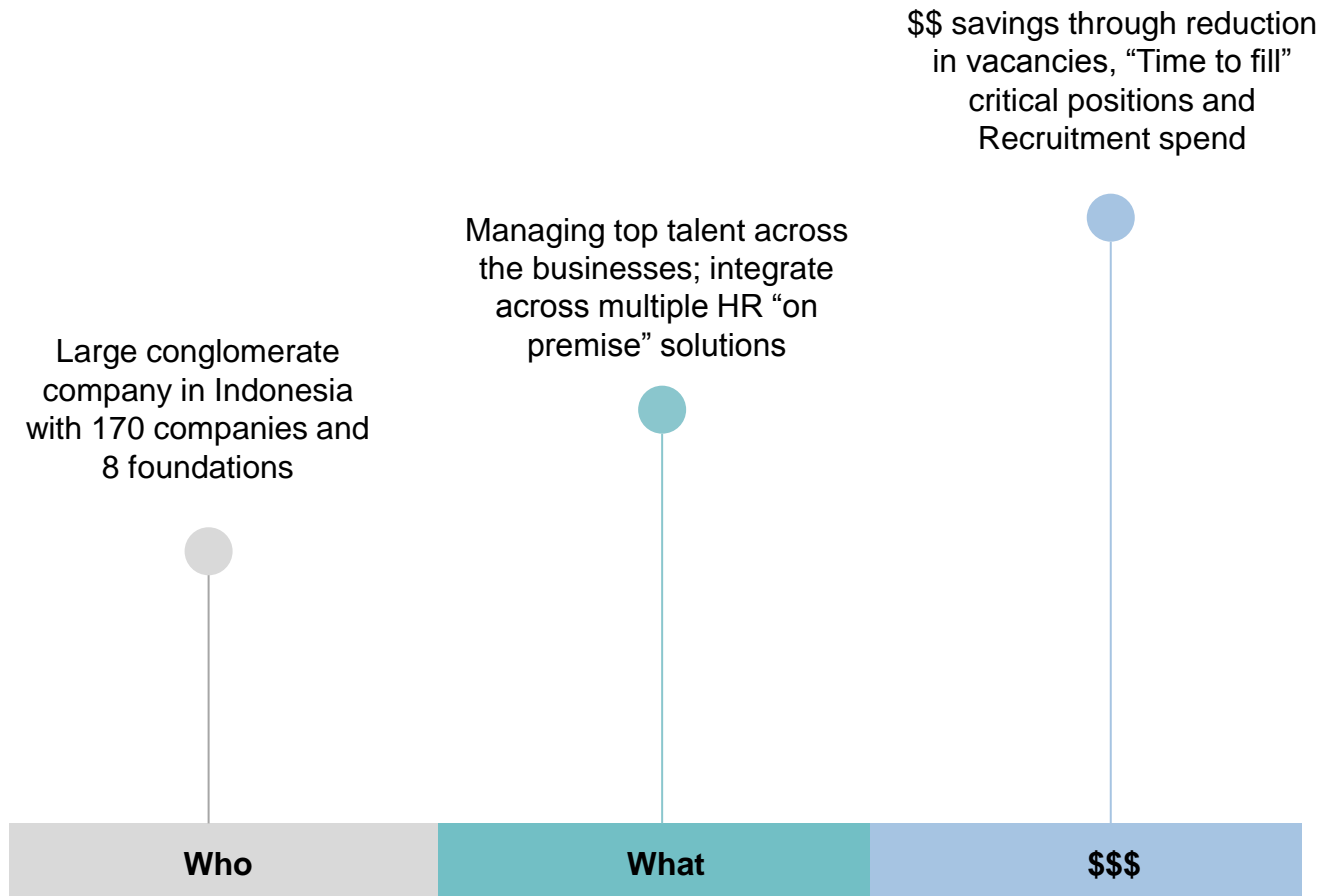 Large conglomerate
company in Indonesia
with 170 companies and
8 foundations
Managing top talent across
the businesses; integrate
across multiple HR “on
premise” solutions
$$ savings through reduction
in vacancies, “Time to fill”
critical positions and
Recruitment spend
Who
What
$$$